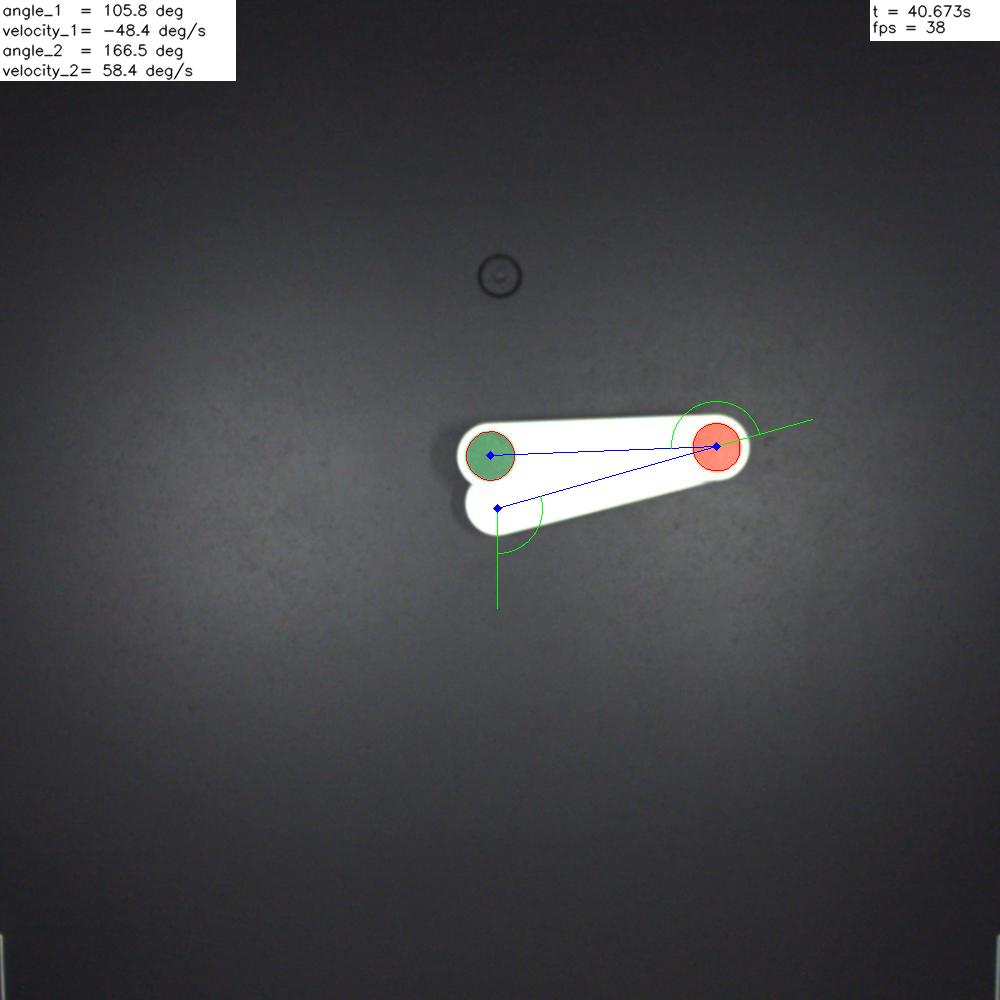 angle_1 = 105.8 deg
velocity_1= -48.4 deg/s
angle_2 = 166.5 deg
velocity_2= 58.4 deg/s
t = 40.673s
fps = 38